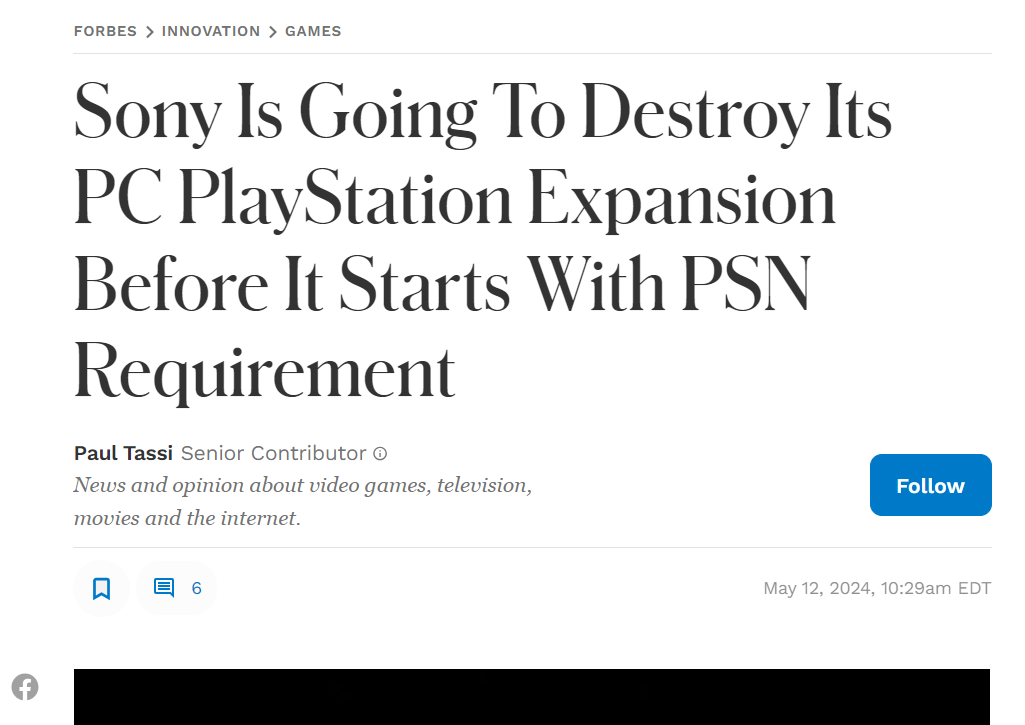 FORBES > INNOVATION > GAMES
Sony Is Going To Destroy Its
PC PlayStation Expansion
Before It Starts With PSN
Requirement
Paul Tassi Senior Contributor
News and opinion about video games, television,
movies and the internet.
Follow
6
May 12, 2024, 10:29am EDT